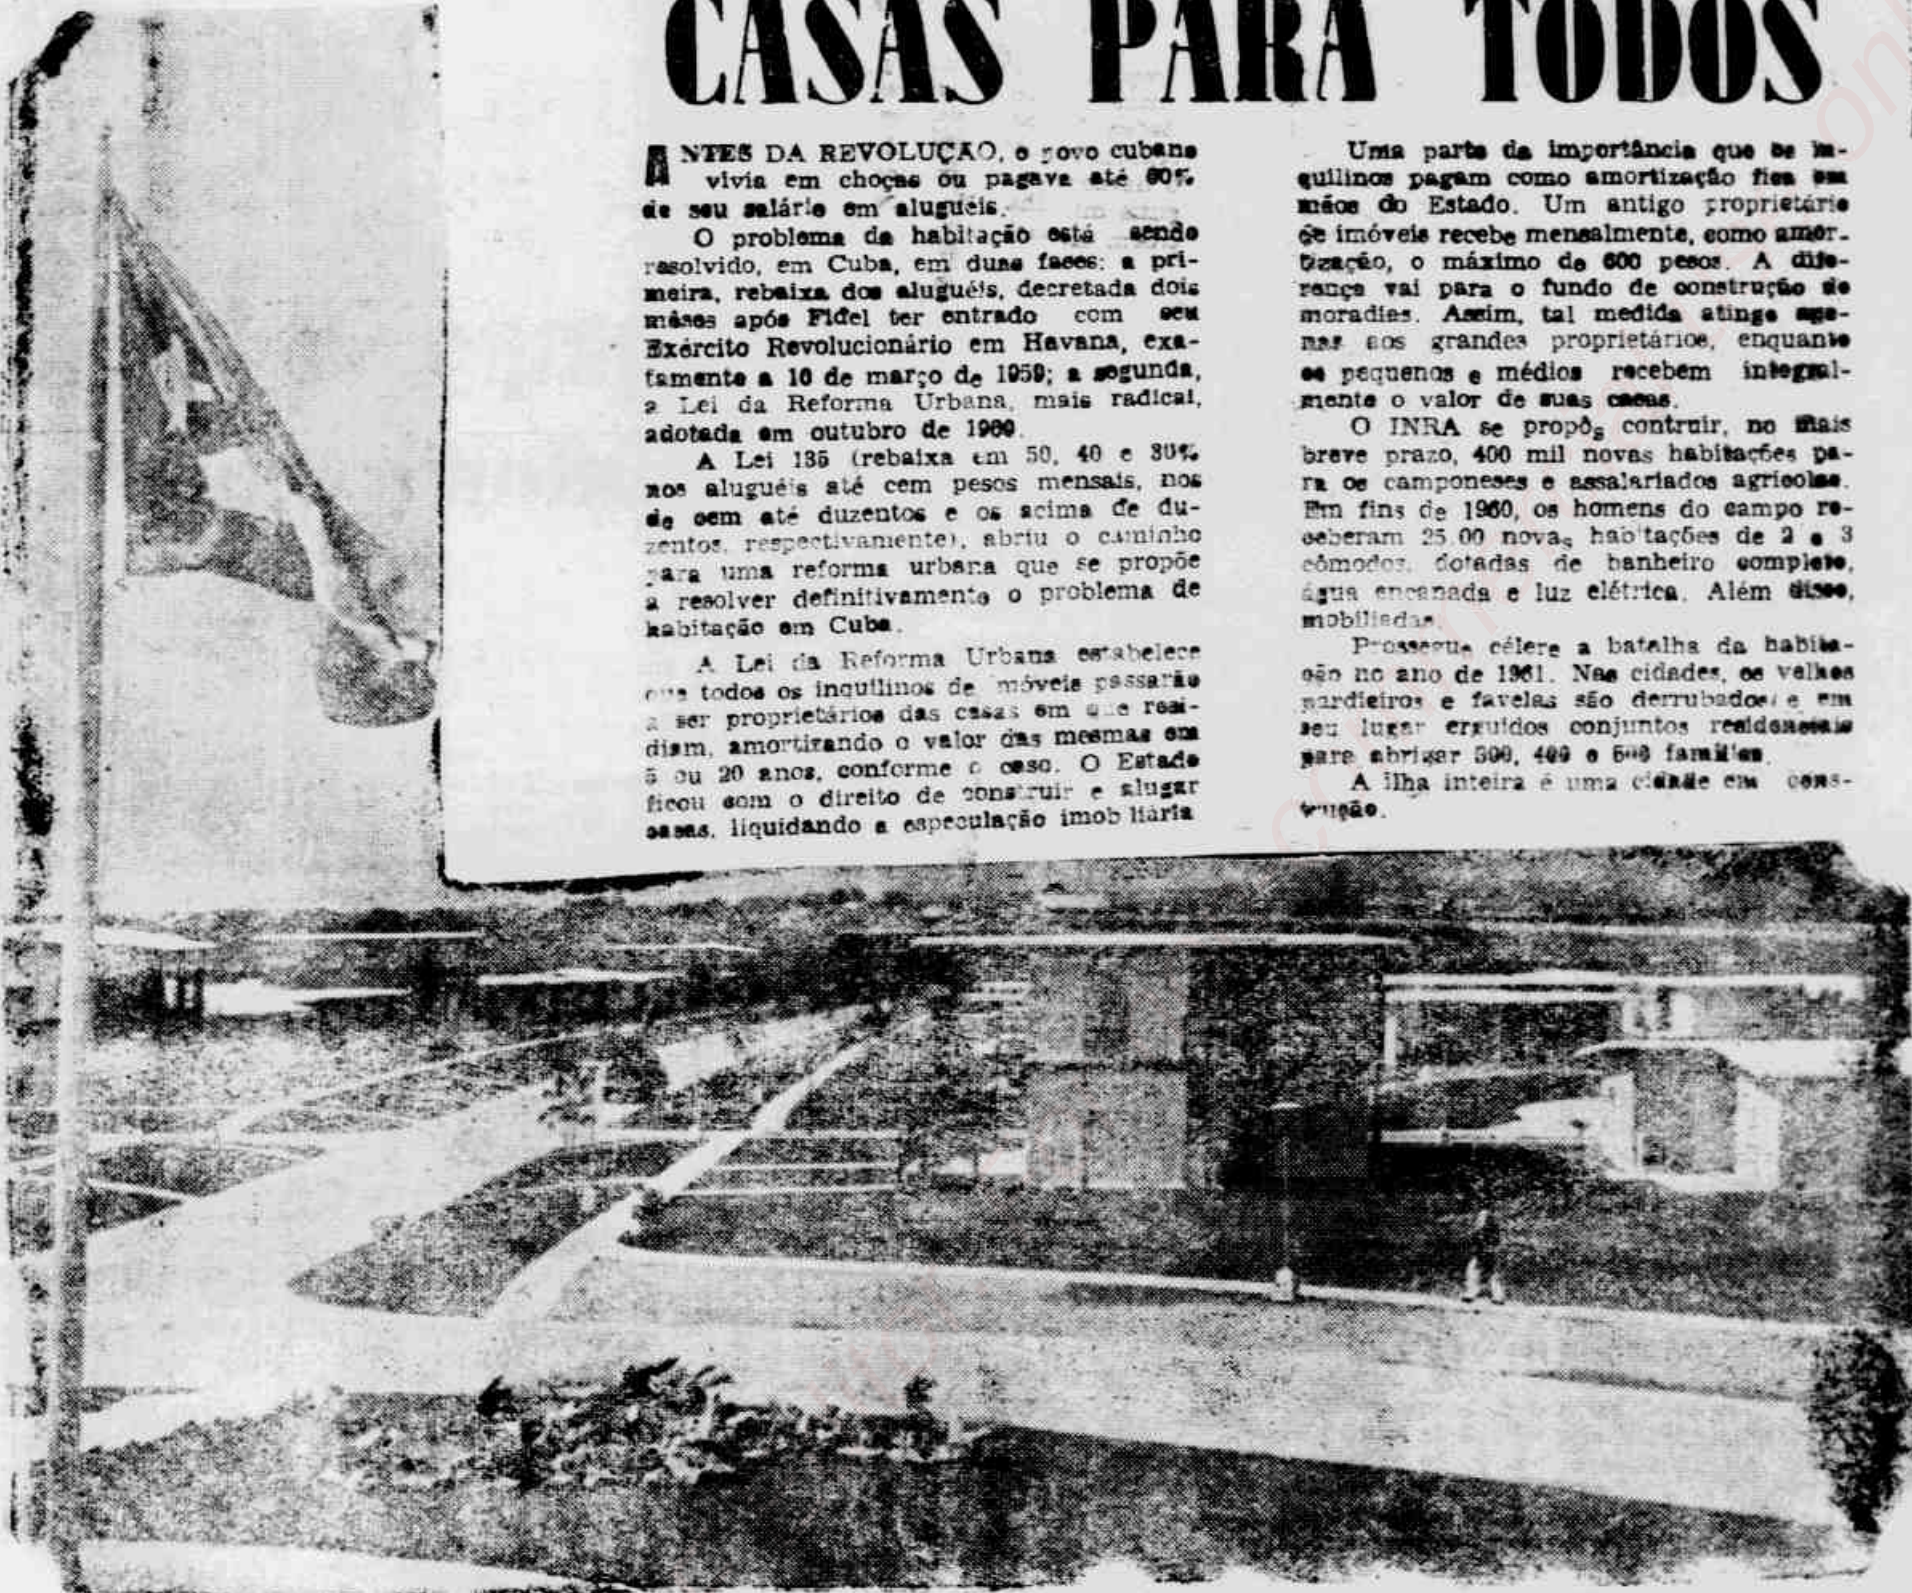 CASAS PARA TODOS
ANTES DA REVOLUÇÃO, o povo cubano
vivia em choças ou pagava até 60%
de seu salário em aluguéis.
O problema da habitação está sendo
resolvido, em Cuba, em duas fases: a pri-
meira, rebaixa dos aluguéis, decretada dois
mêses após Fidel ter entrado com seu
Exército Revolucionário em Havana, exa-
tamente a 10 de março de 1959; a segunda,
a Lei da Reforma Urbana, mais radical,
adotada em outubro de 1960.
A Lei 135 (rebaixa em 50, 40 e 30%
nos aluguéis até cem pesos mensais, nos
de cem até duzentos e os acima de du-
zentos, respectivamente), abriu o caminho
para uma reforma urbana que se propõe
a resolver definitivamente o problema de
habitação em Cuba.
A Lei da Reforma Urbana estabelece
que todos os inquilinos de imóveis passarão
a ser proprietários das casas em que resi-
diam, amortizando o valor das mesmas em
5 ou 20 anos, conforme o caso. O Estado
ficou com o direito de construir e alugar
casas, liquidando a especulação imobiliária
Uma parte da importância que os in-
quilinos pagam como amortização fica em
mãos do Estado. Um antigo proprietário
de imóveis recebe mensalmente, como amor-
tização, o máximo de 600 pesos. A dife-
rença vai para o fundo de construção de
moradias. Assim, tal medida atinge ape-
nas aos grandes proprietários, enquanto
os pequenos e médios recebem integral-
mente o valor de suas casas.
O INRA se propôs contruir, no mais
breve prazo, 400 mil novas habitações pa-
ra os camponeses e assalariados agrícolas.
Em fins de 1960, os homens do campo re-
ceberam 25.00 novas habitações de 2 e 3
cômodos, dotadas de banheiro completo,
água encanada e luz elétrica. Além disso,
mobiliadas.
Prossegue célere a batalha da habita-
ção no ano de 1961. Nas cidades, os velhos
pardieiros e favelas são derrubados e em
seu lugar erguidos conjuntos residenciais
para abrigar 300, 400 e 500 famílias.
A ilha inteira é uma cidade em cons-
trução.